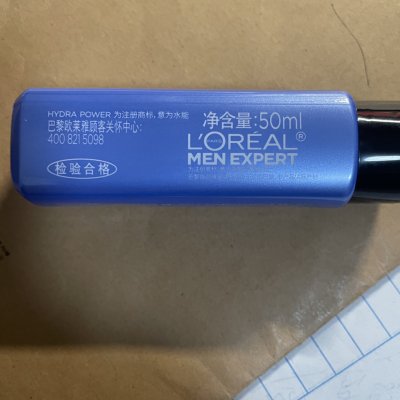 HYDRA POWER 为注册商标,意为水能
巴黎欧莱雅顾客关怀中心:
400 821 5098
检验合格
净含量:50ml
L'ORÉAL®
PARIS
MEN EXPERT